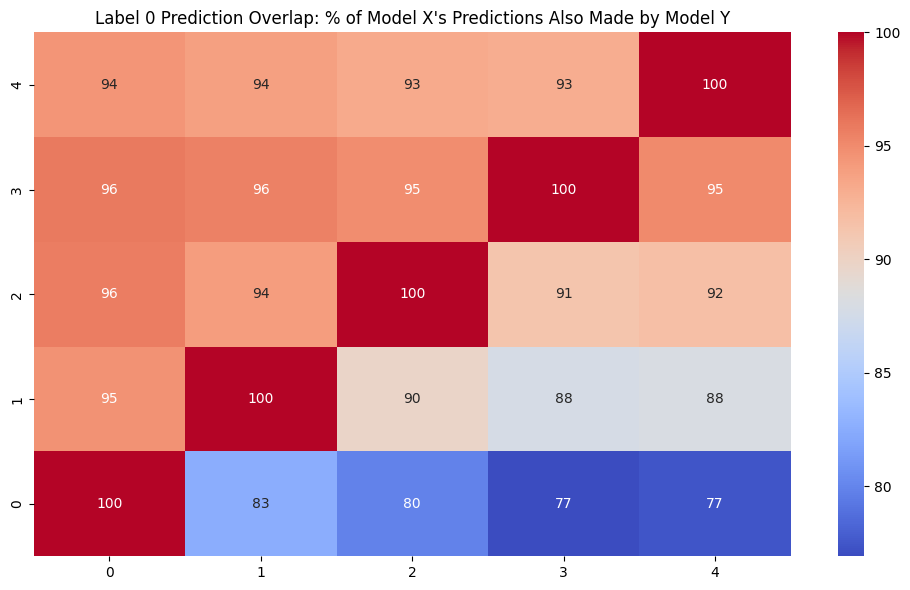 Label 0 Prediction Overlap: % of Model X's Predictions Also Made by Model Y
4 94 94 93 93 100
3 96 96 95 100 95
2 96 94 100 91 92
1 95 100 90 88 88
0 100 83 80 77 77
0 1 2 3 4
100
95
90
85
80